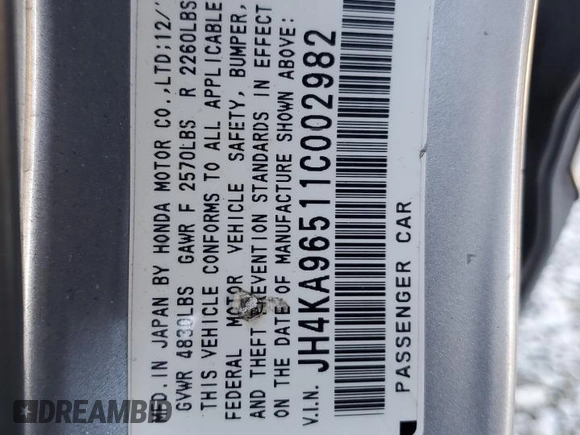 MFD. IN JAPAN BY HONDA MOTOR CO.,LTD;12/
GVWR 4830LBS GAWR F 2570LBS R 2260LBS
THIS VEHICLE CONFORMS TO ALL APPLICABLE
FEDERAL MOTOR VEHICLE SAFETY, BUMPER,
AND THEFT PREVENTION STANDARDS IN EFFECT
ON THE DATE OF MANUFACTURE SHOWN ABOVE.
V.I.N. JH4KA96511C002982
PASSENGER CAR
DREAMBID